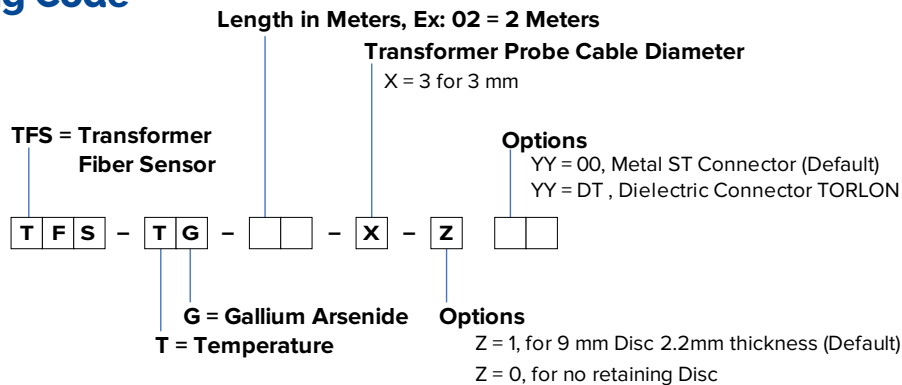 g Code
Length in Meters, Ex: 02 = 2 Meters
Transformer Probe Cable Diameter
X = 3 for 3 mm
TFS = Transformer
Fiber Sensor
Options
YY = 00, Metal ST Connector (Default)
YY = DT , Dielectric Connector TORLON
T F S – T G – – X – Z
G = Gallium Arsenide
T = Temperature
Options
Z = 1, for 9 mm Disc 2.2mm thickness (Default)
Z = 0, for no retaining Disc